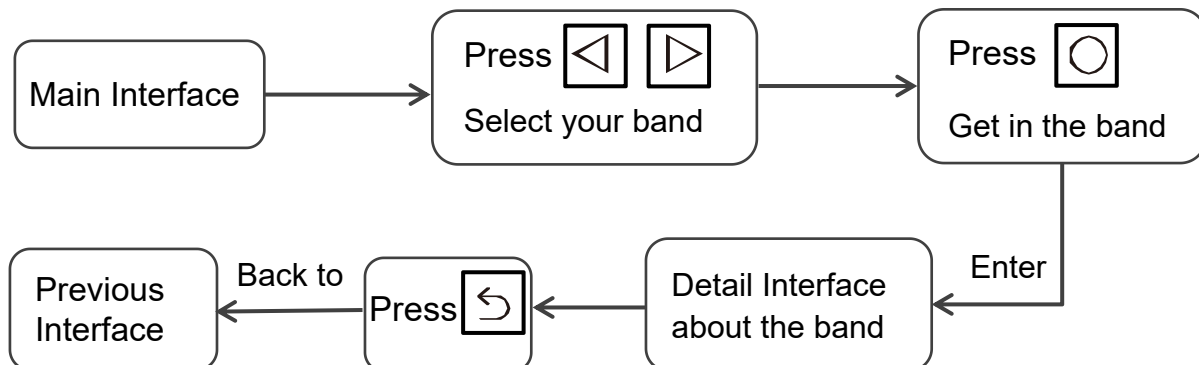 Main Interface
Press
Select your band
Press
Get in the band
Enter
Detail Interface
about the band
Press
Back to
Previous
Interface